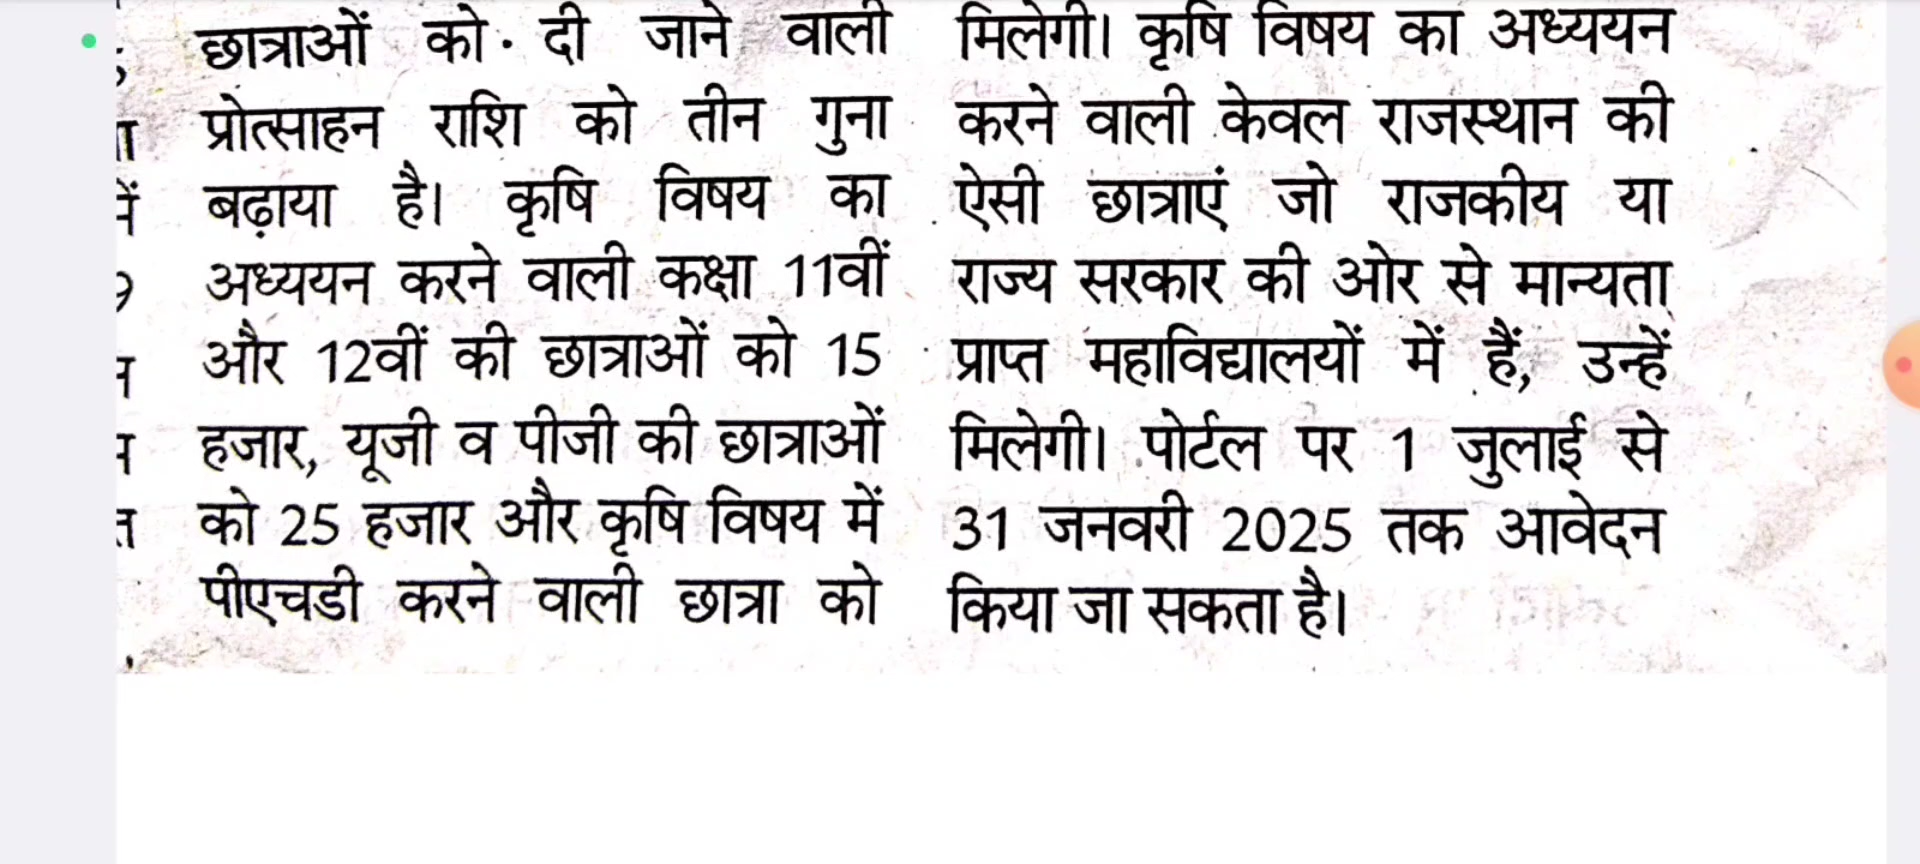 छात्राओं को दी जाने वाली
प्रोत्साहन राशि को तीन गुना
बढ़ाया है। कृषि विषय का
अध्ययन करने वाली कक्षा 11वीं
और 12वीं की छात्राओं को 15
हजार, यूजी व पीजी की छात्राओं
को 25 हजार और कृषि विषय में
पीएचडी करने वाली छात्रा को
मिलेगी। कृषि विषय का अध्ययन
करने वाली केवल राजस्थान की
ऐसी छात्राएं जो राजकीय या
राज्य सरकार की ओर से मान्यता
प्राप्त महाविद्यालयों में हैं, उन्हें
मिलेगी। पोर्टल पर 1 जुलाई से
31 जनवरी 2025 तक आवेदन
किया जा सकता है।